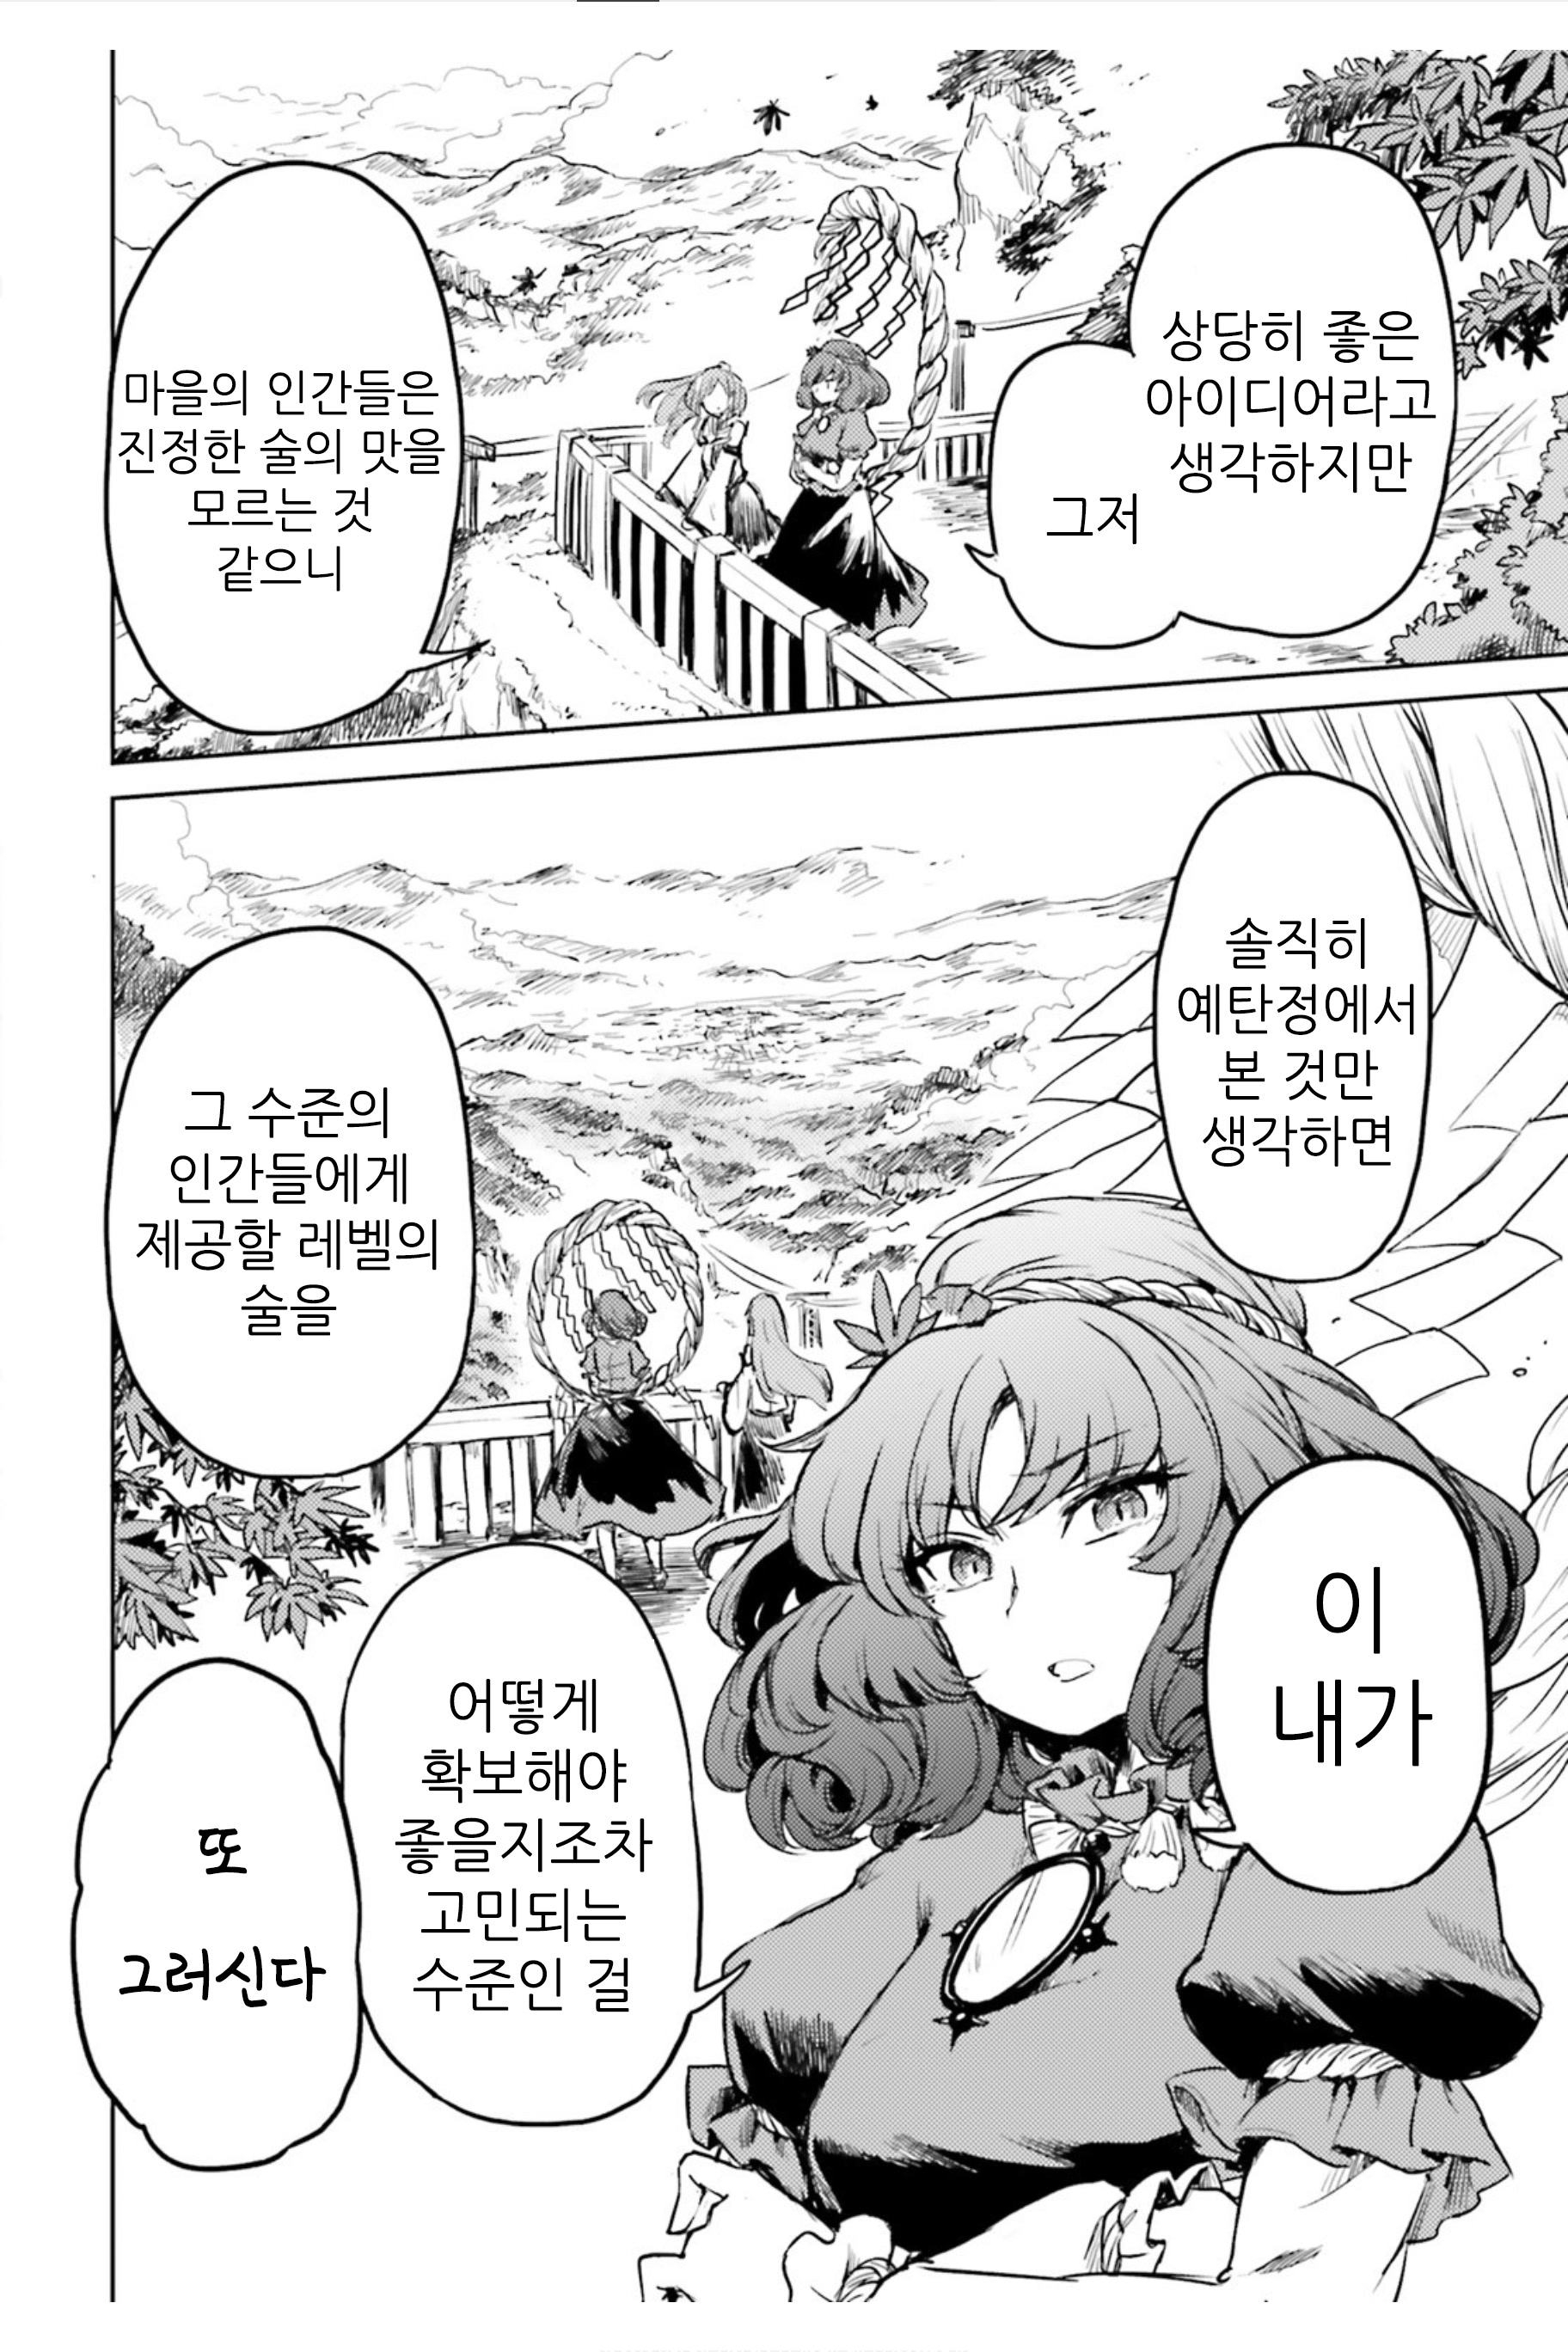 상당히 좋은
아이디어라고
생각하지만
그저
마을의 인간들은
진정한 술의 맛을
모르는 것
같으니
솔직히
예탄정에서
본 것만
생각하면
그 수준의
인간들에게
제공할 레벨의
술을
이
내가
어떻게
확보해야
좋을지조차
고민되는
수준인 걸
또
그러신다